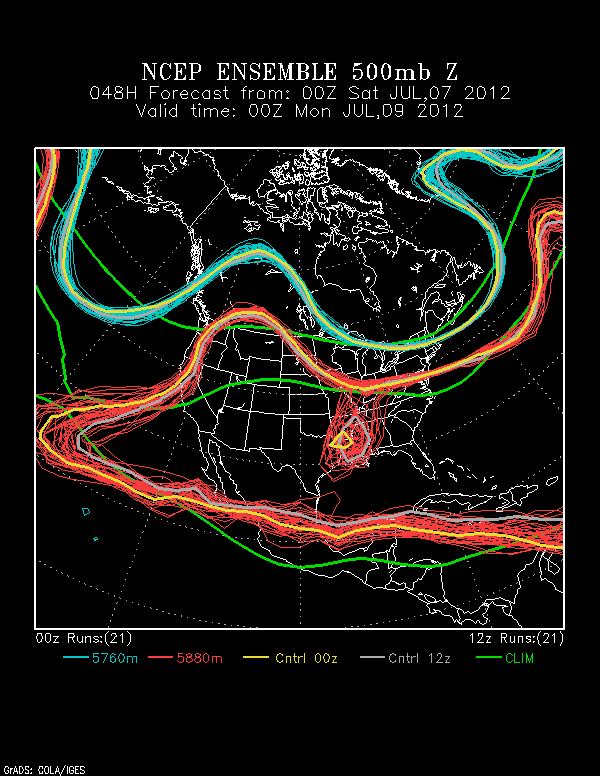 NCEP ENSEMBLE 500mb Z
048H Forecast from: 00Z Sat JUL,07 2012
Valid time: 00Z Mon JUL,09 2012
00z Runs:(21) 12z Runs:(21)
5760m 5880m Cntrl 00z Cntrl 12z CLIM
GrADS: COLA/IGES